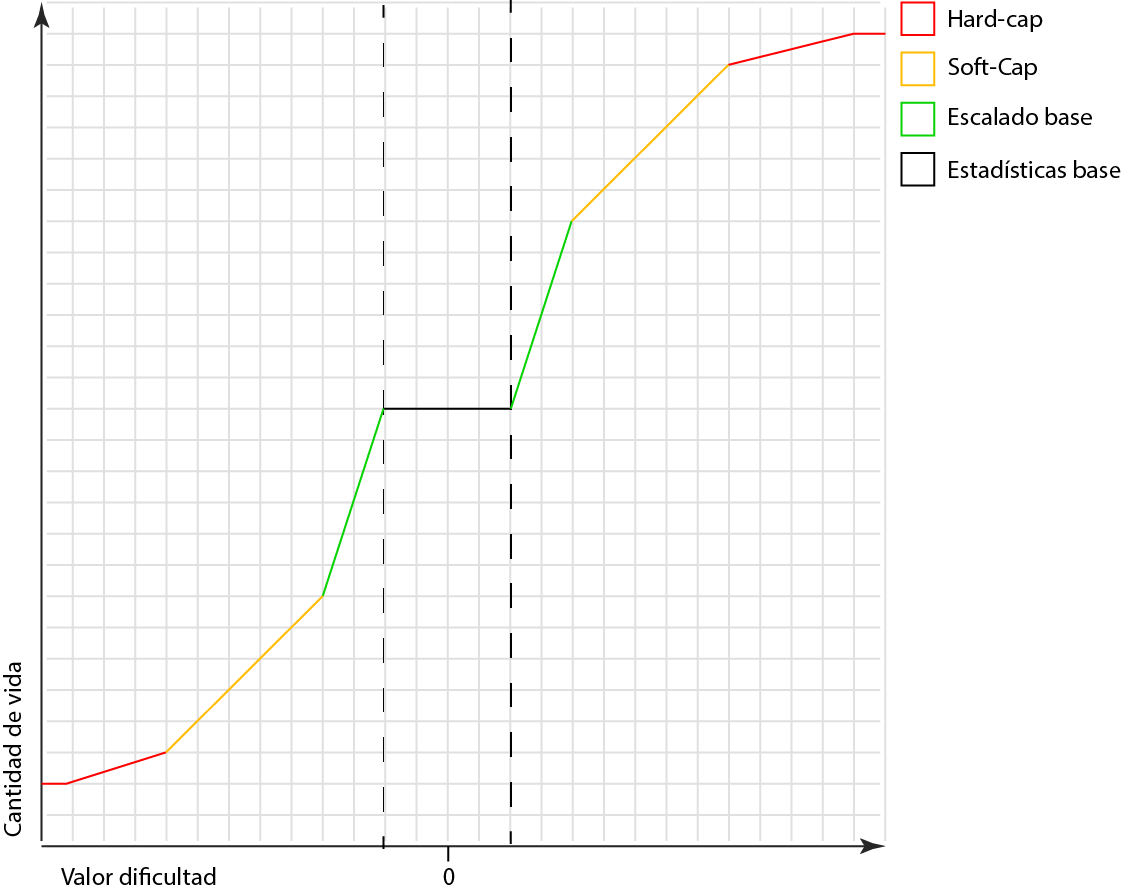 Hard-cap
Soft-Cap
Escalado base
Estadísticas base
Cantidad de vida
Valor dificultad
0